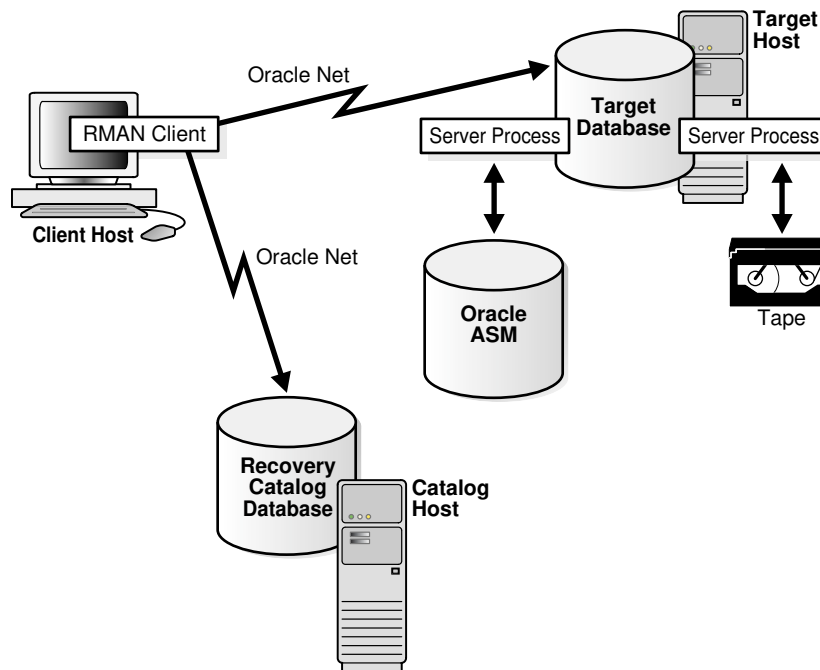 Target
Host
Oracle Net
Target
Database
RMAN Client
Server Process
Server Process
Client Host
Oracle Net
Oracle
ASM
Tape
Recovery
Catalog
Database
Catalog
Host